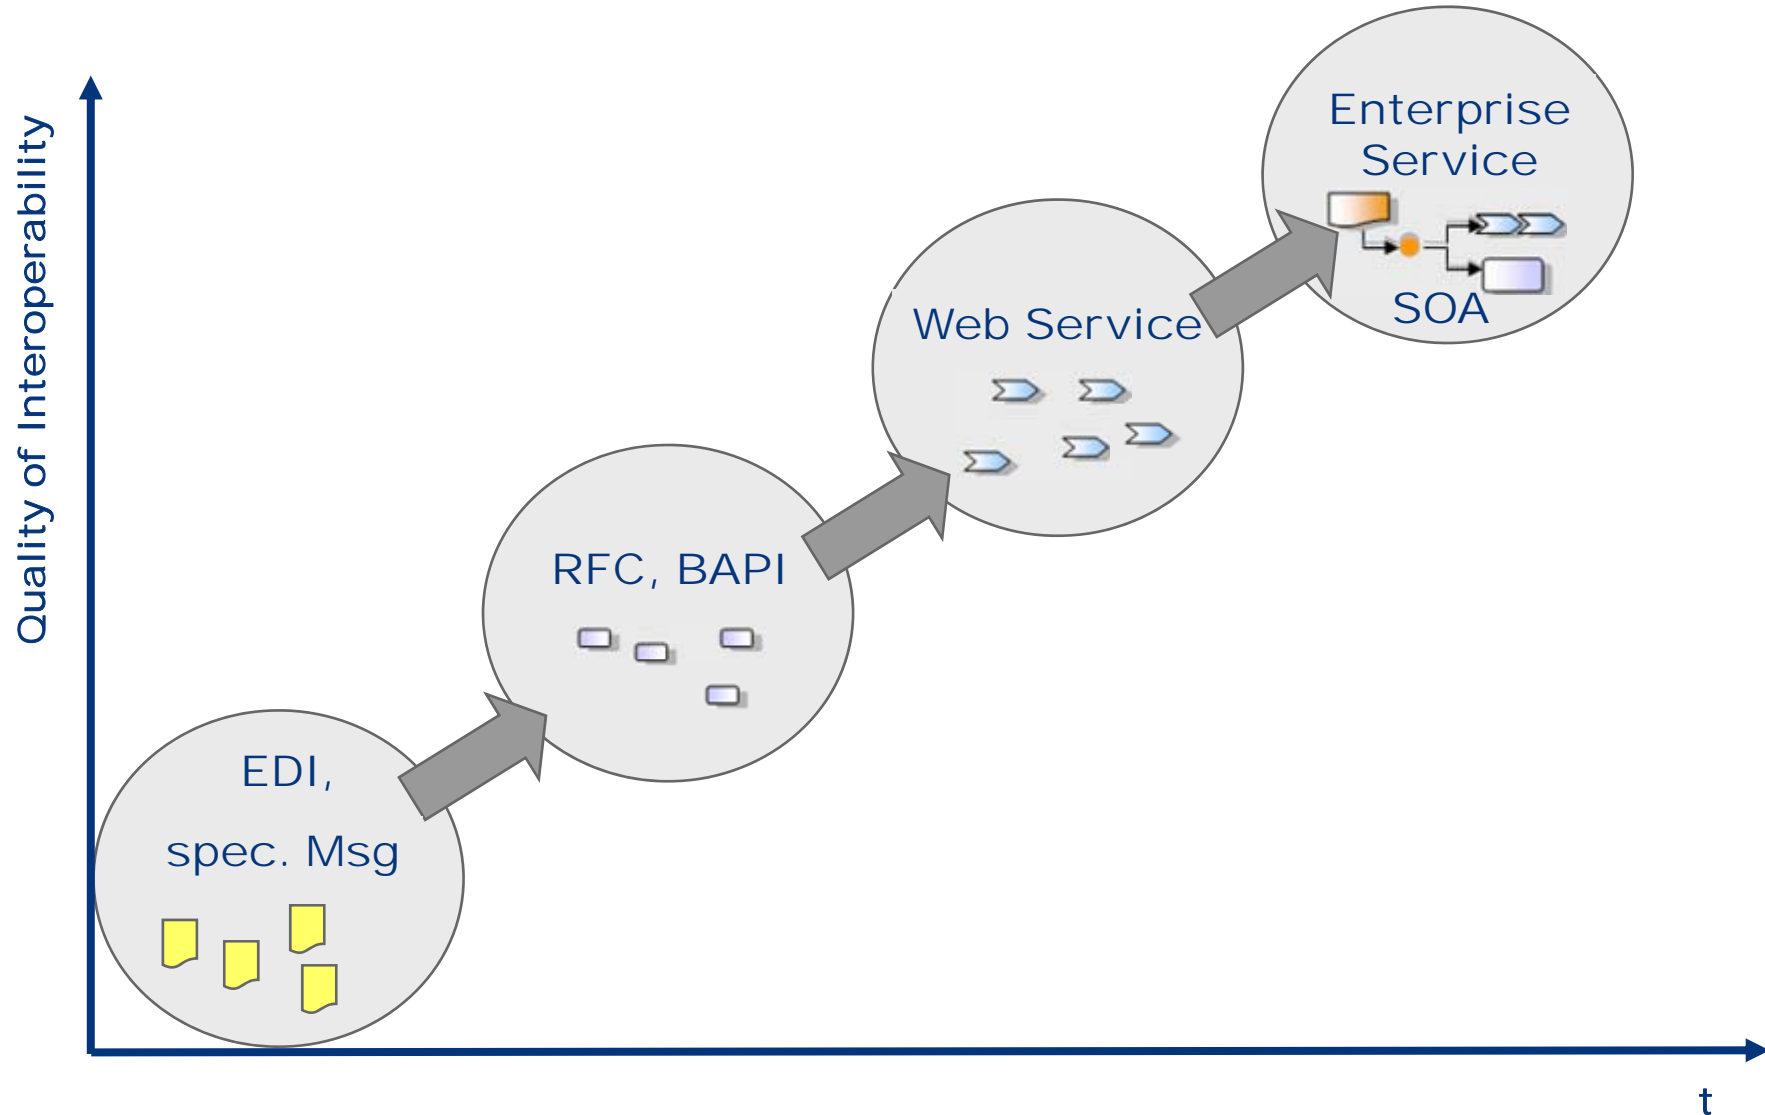 Quality of Interoperability
Enterprise
Service
SOA
Web Service
RFC, BAPI
EDI,
spec. Msg
t